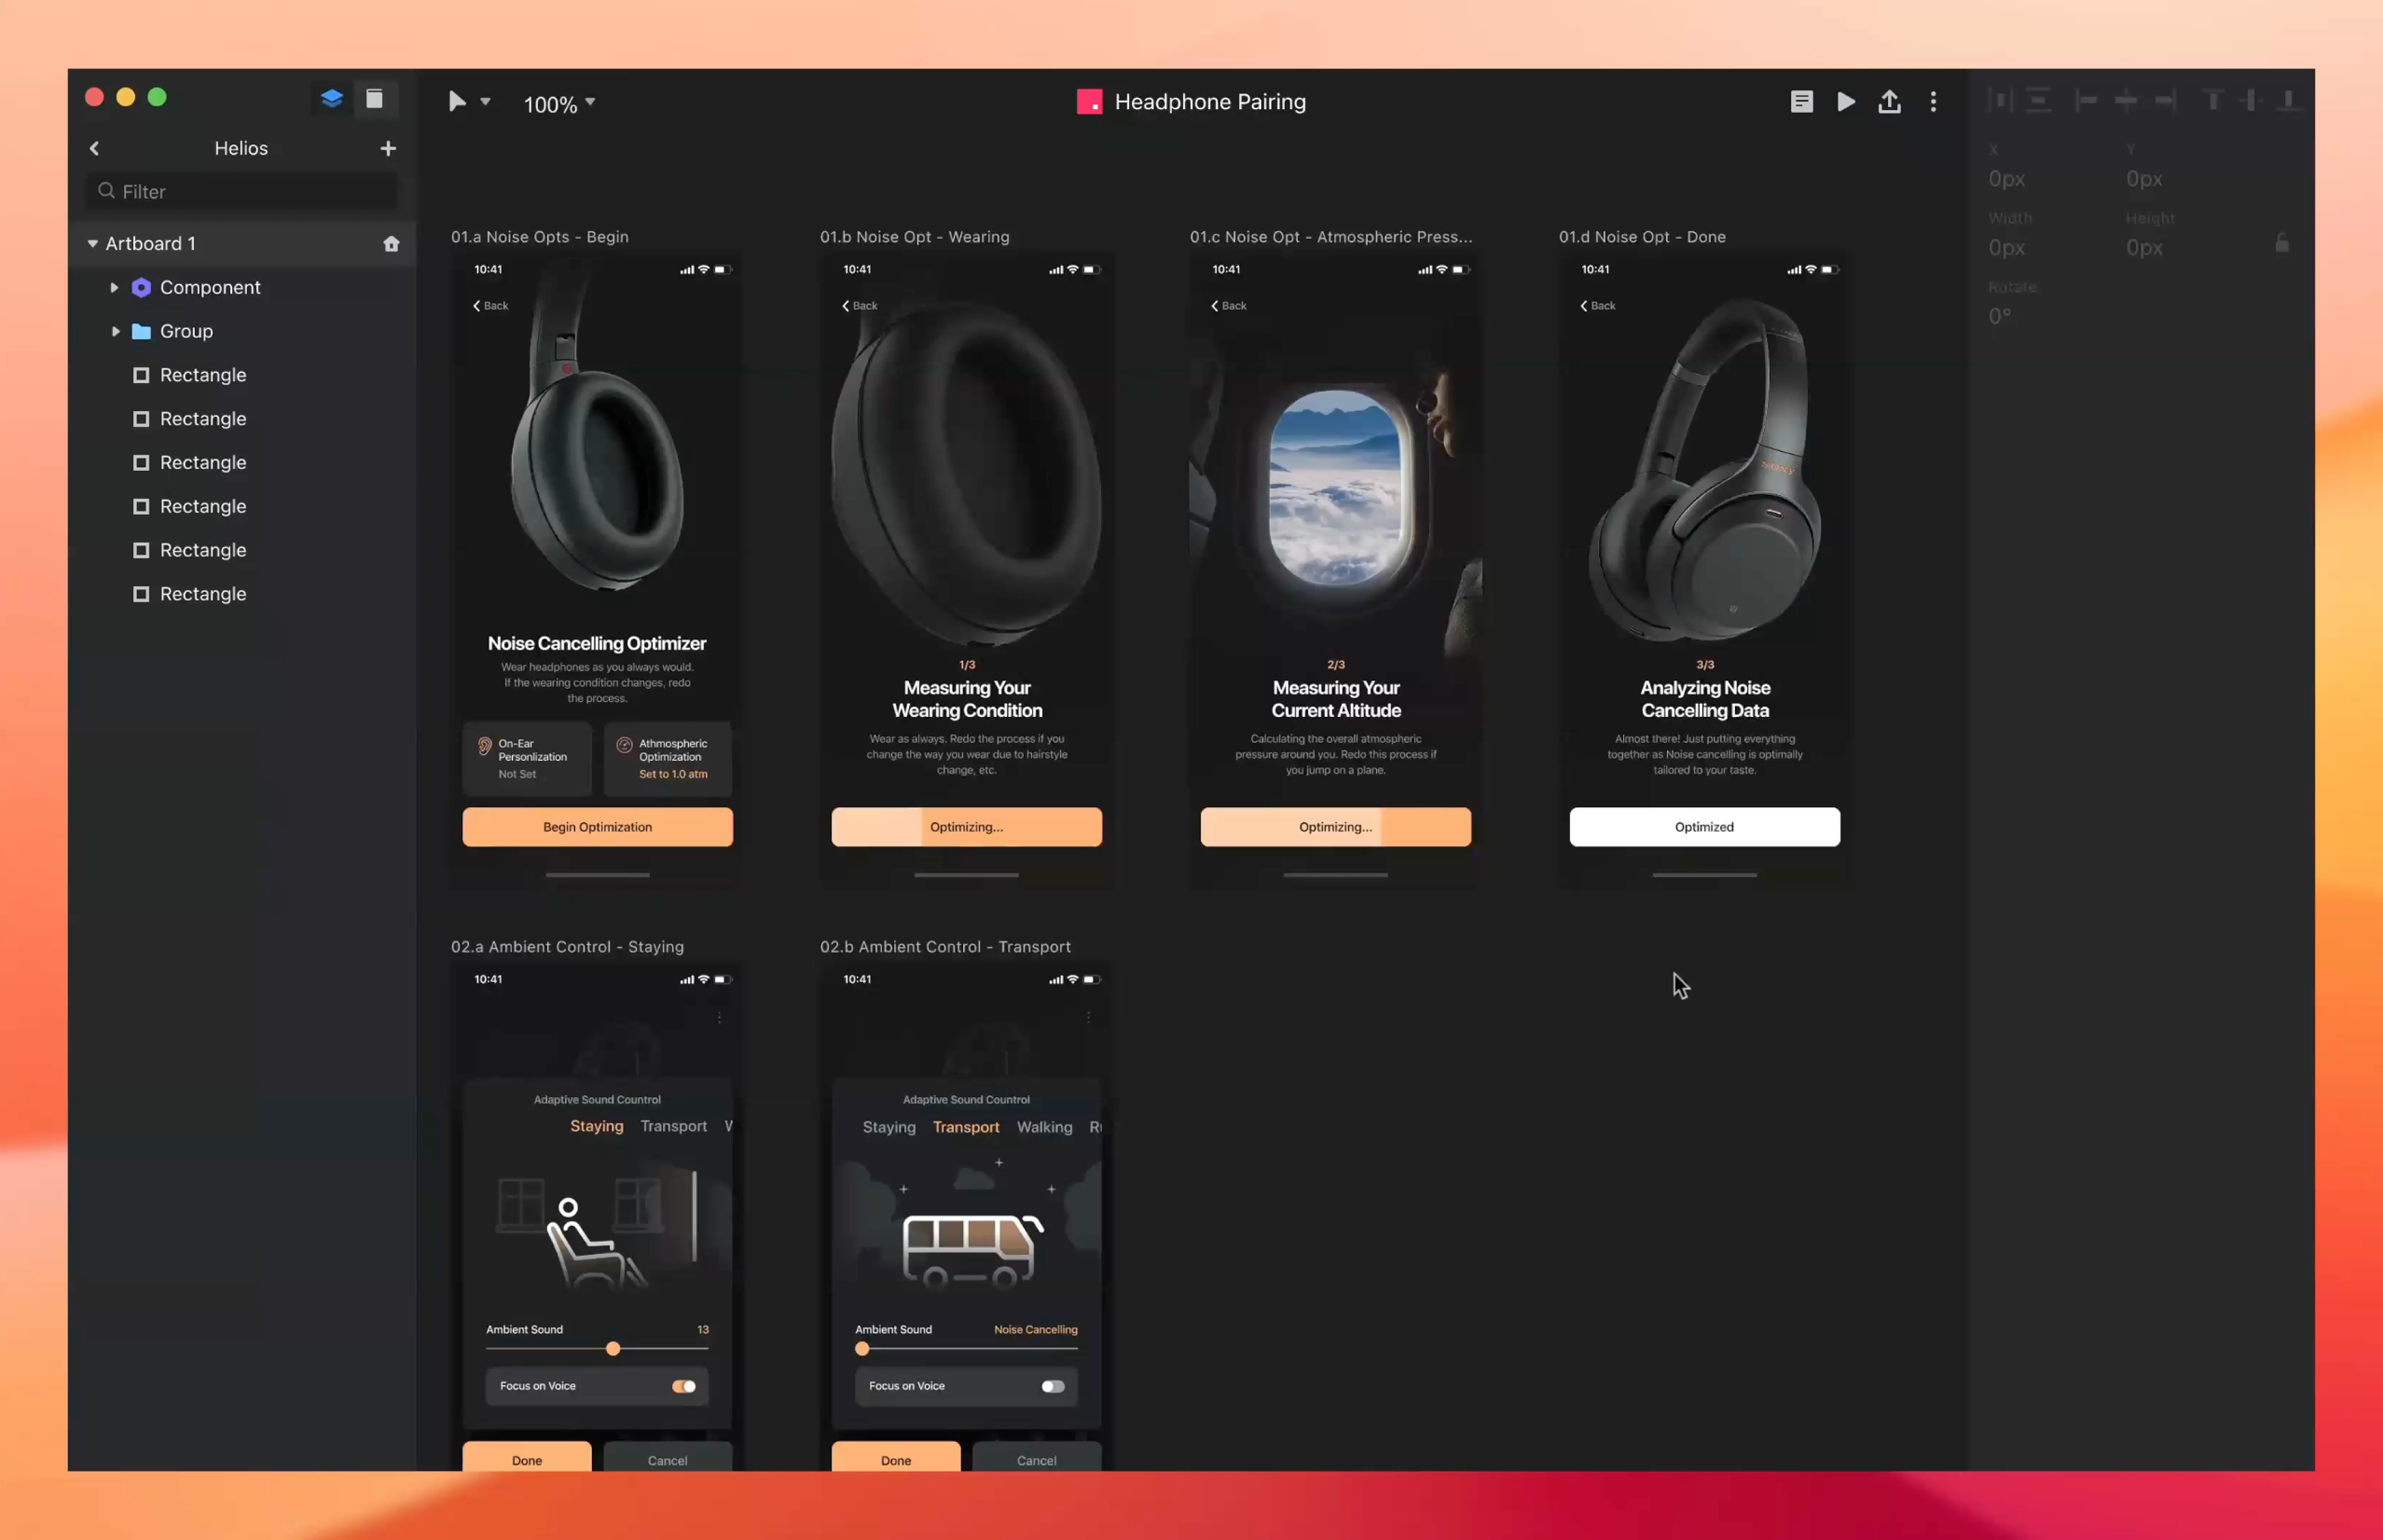 100%
Headphone Pairing
Helios
Filter
X
Y
0px
0px
Width
Height
0px
0px
Rotate
0°
Artboard 1
Component
Group
Rectangle
Rectangle
Rectangle
Rectangle
Rectangle
Rectangle
01.a Noise Opts - Begin
10:41
Back
Noise Cancelling Optimizer
Wear headphones as you always would.
If the wearing condition changes, redo
the process.
On-Ear
Personlization
Not Set
Athmospheric
Optimization
Set to 1.0 atm
Begin Optimization
01.b Noise Opt - Wearing
10:41
Back
1/3
Measuring Your
Wearing Condition
Wear as always. Redo the process if you
change the way you wear due to hairstyle
change, etc.
Optimizing...
01.c Noise Opt - Atmospheric Press...
10:41
Back
2/3
Measuring Your
Current Altitude
Calculating the overall atmospheric
pressure around you. Redo this process if
you jump on a plane.
Optimizing...
01.d Noise Opt - Done
10:41
Back
SONY
3/3
Analyzing Noise
Cancelling Data
Almost there! Just putting everything
together as Noise cancelling is optimally
tailored to your taste.
Optimized
02.a Ambient Control - Staying
10:41
Adaptive Sound Countrol
Staying Transport W
Ambient Sound 13
Focus on Voice
Done
Cancel
02.b Ambient Control - Transport
10:41
Adaptive Sound Countrol
Staying Transport Walking Ru
Ambient Sound Noise Cancelling
Focus on Voice
Done
Cancel